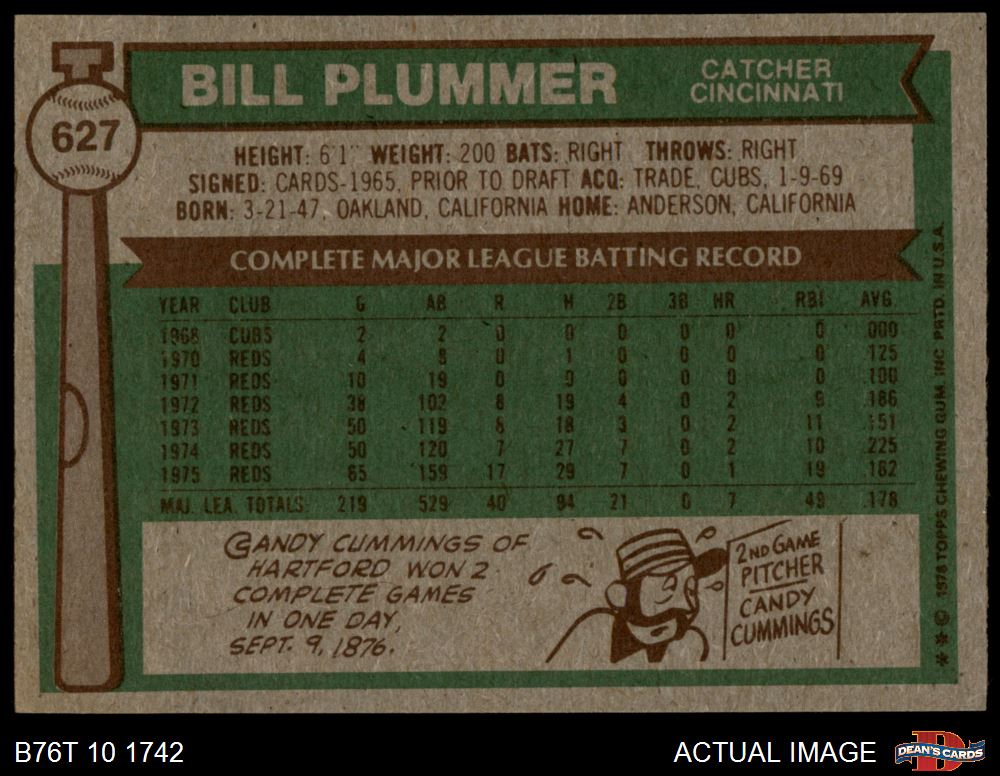 627
BILL PLUMMER
CATCHER
CINCINNATI
HEIGHT: 6'1" WEIGHT: 200 BATS: RIGHT THROWS: RIGHT
SIGNED: CARDS-1965, PRIOR TO DRAFT ACQ: TRADE, CUBS, 1-9-69
BORN: 3-21-47, OAKLAND, CALIFORNIA HOME: ANDERSON, CALIFORNIA
COMPLETE MAJOR LEAGUE BATTING RECORD
YEAR CLUB G AB R H 2B 3B HR RBI AVG.
1968 CUBS 2 2 0 0 0 0 0 0 .000
1970 REDS 4 8 0 1 0 0 0 0 .125
1971 REDS 10 19 0 0 0 0 0 .100
1972 REDS 38 102 8 19 4 0 2 9 .186
1973 REDS 50 119 8 18 3 0 2 11 .151
1974 REDS 50 120 7 27 7 0 2 10 .225
1975 REDS 65 159 17 29 7 0 1 19 .182
MAJ. LEA. TOTALS 219 529 40 94 21 0 7 49 .178
CANDY CUMMINGS OF
HARTFORD WON 2
COMPLETE GAMES
IN ONE DAY,
SEPT. 9, 1876.
2ND GAME
PITCHER
CANDY
CUMMINGS
** © 1976 TOPPS CHEWING GUM, INC. PRTD. IN U.S.A.
B76T 10 1742
ACTUAL IMAGE
DEAN'S CARDS